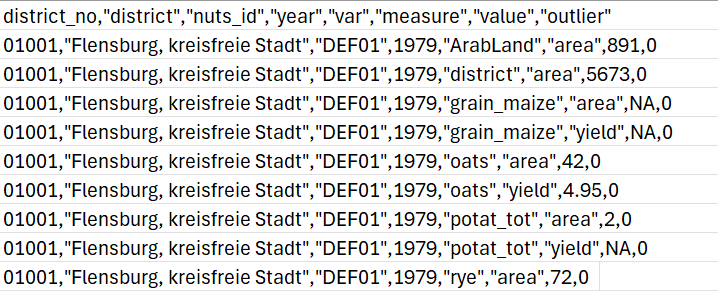 district_no,"district","nuts_id","year","var","measure","value","outlier"
01001,"Flensburg, kreisfreie Stadt","DEF01",1979,"ArabLand","area",891,0
01001,"Flensburg, kreisfreie Stadt","DEF01",1979,"district","area",5673,0
01001,"Flensburg, kreisfreie Stadt","DEF01",1979,"grain_maize","area",NA,0
01001,"Flensburg, kreisfreie Stadt","DEF01",1979,"grain_maize","yield",NA,0
01001,"Flensburg, kreisfreie Stadt","DEF01",1979,"oats","area",42,0
01001,"Flensburg, kreisfreie Stadt","DEF01",1979,"oats","yield",4.95,0
01001,"Flensburg, kreisfreie Stadt","DEF01",1979,"potat_tot","area",2,0
01001,"Flensburg, kreisfreie Stadt","DEF01",1979,"potat_tot","yield",NA,0
01001,"Flensburg, kreisfreie Stadt","DEF01",1979,"rye","area",72,0